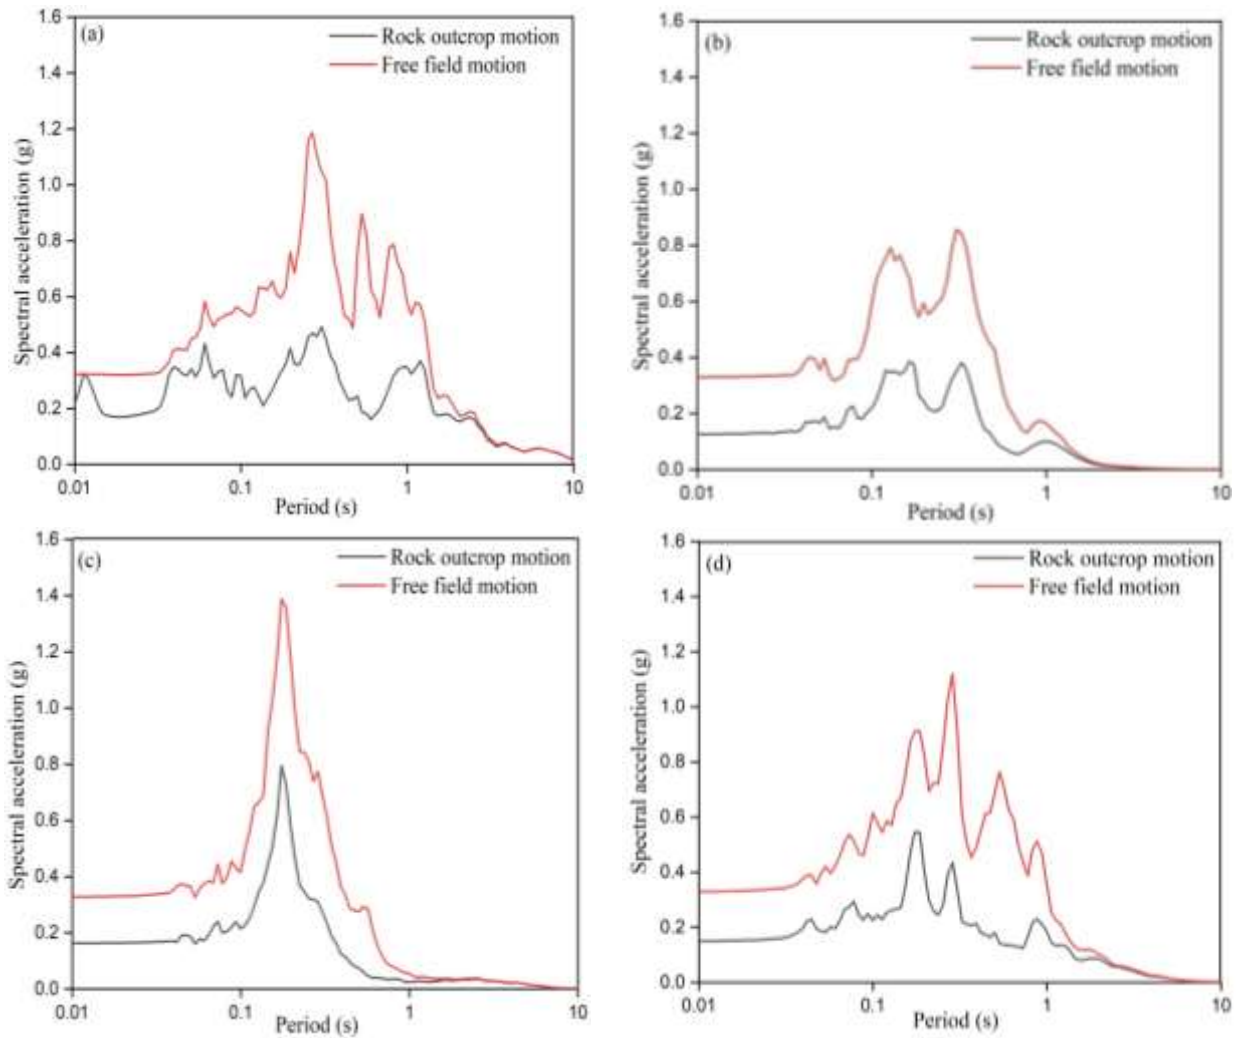 (a)
Rock outcrop motion
Free field motion
Spectral acceleration (g)
1.6
1.4
1.2
1.0
0.8
0.6
0.4
0.2
0.0
0.01
0.1
1
10
Period (s)
(b)
Rock outcrop motion
Free field motion
Spectral acceleration (g)
1.6
1.4
1.2
1.0
0.8
0.6
0.4
0.2
0.0
0.01
0.1
1
10
Period (s)
(c)
Rock outcrop motion
Free field motion
Spectral acceleration (g)
1.6
1.4
1.2
1.0
0.8
0.6
0.4
0.2
0.0
0.01
0.1
1
10
Period (s)
(d)
Rock outcrop motion
Free field motion
Spectral acceleration (g)
1.6
1.4
1.2
1.0
0.8
0.6
0.4
0.2
0.0
0.01
0.1
1
10
Period (s)